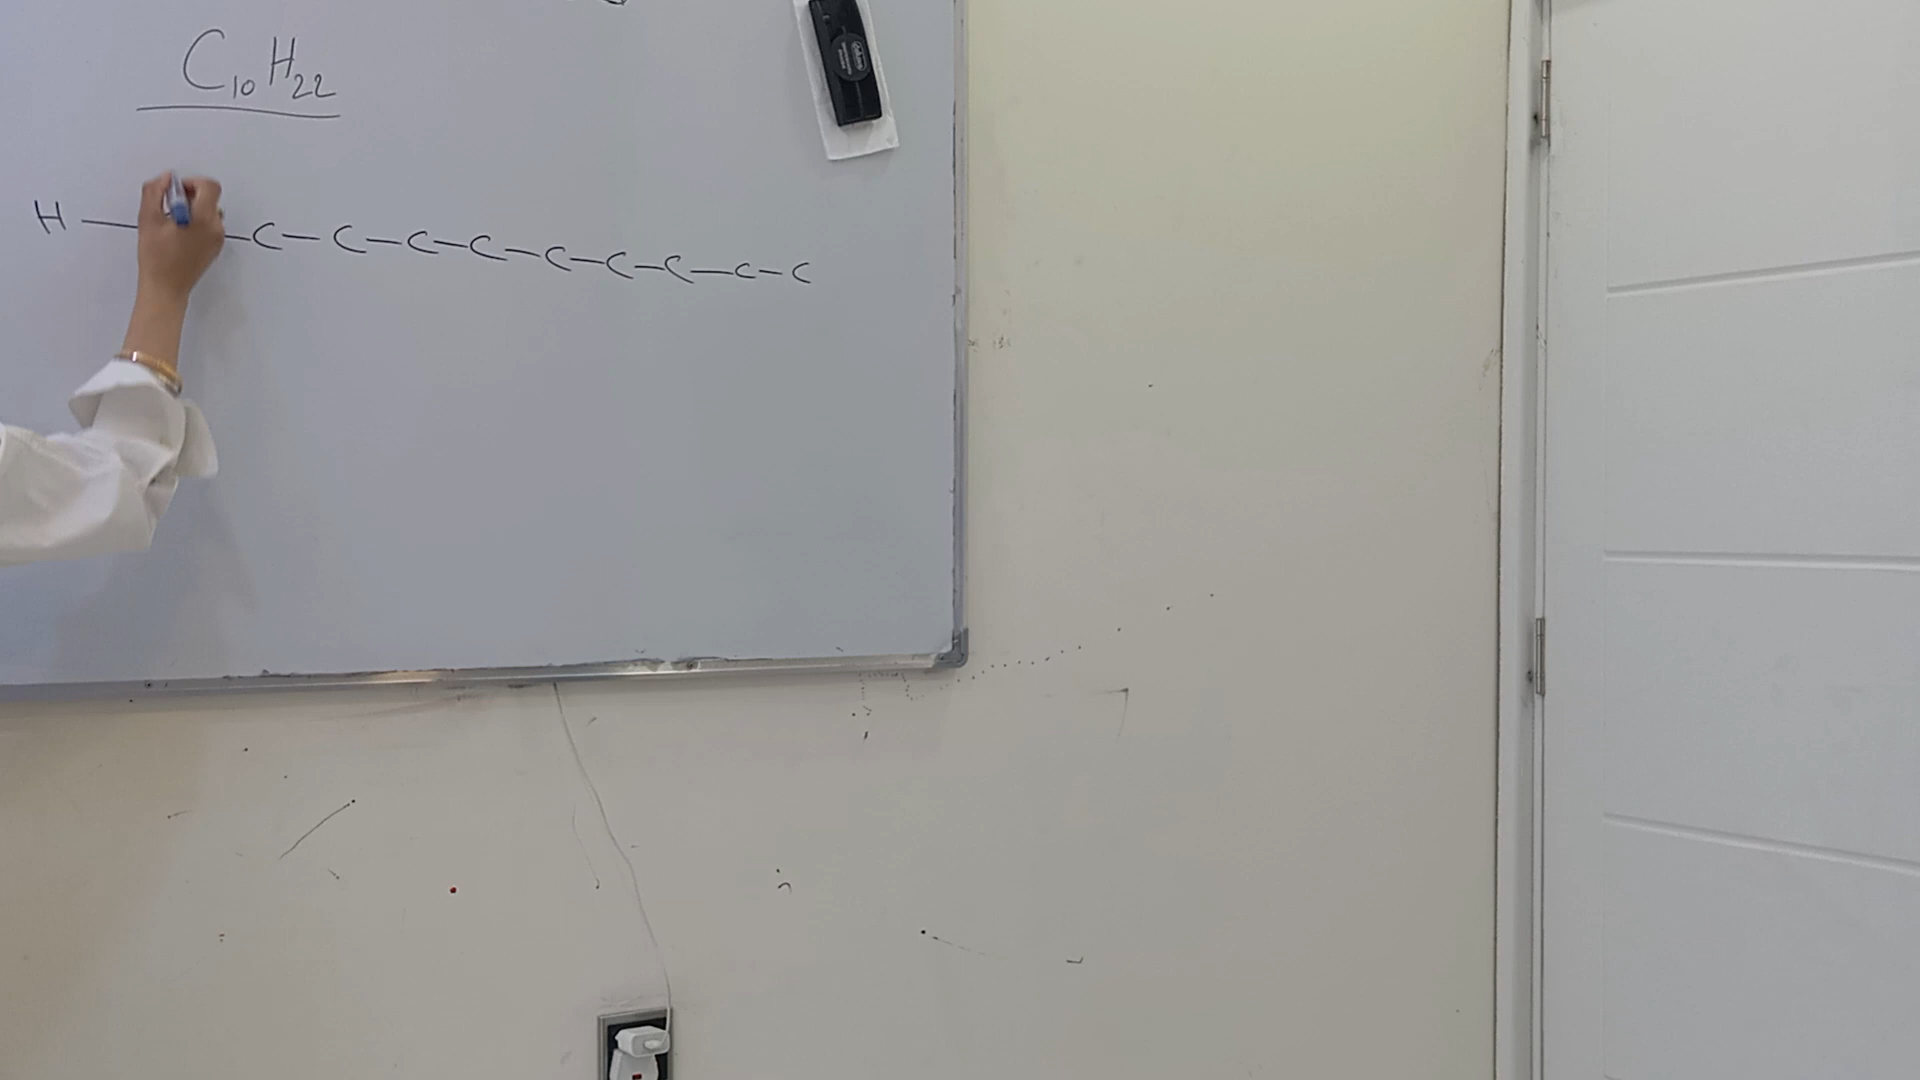 C₁₀H₂₂
H — C — C — C — C — C — C — C — C — C